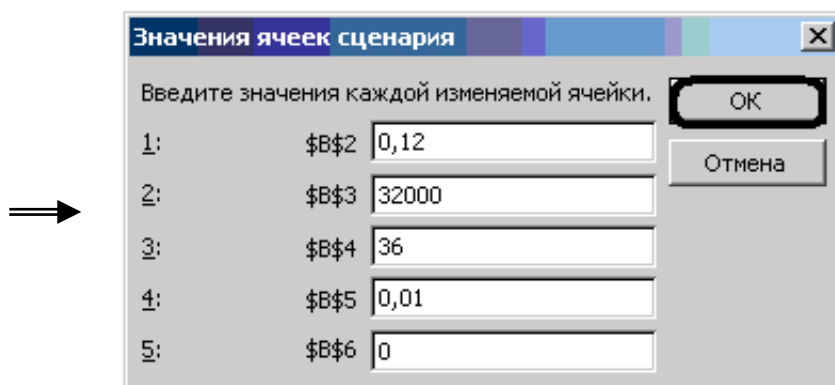 Значения ячеек сценария
Введите значения каждой изменяемой ячейки.
OK
Отмена
1: $B$2 0,12
2: $B$3 32000
3: $B$4 36
4: $B$5 0,01
5: $B$6 0